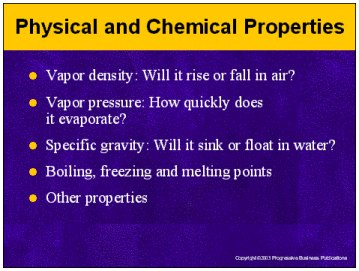 Physical and Chemical Properties
Vapor density: Will it rise or fall in air?
Vapor pressure: How quickly does
it evaporate?
Specific gravity: Will it sink or float in water?
Boiling, freezing and melting points
Other properties
Copyright ©2003 Progressive Business Publications